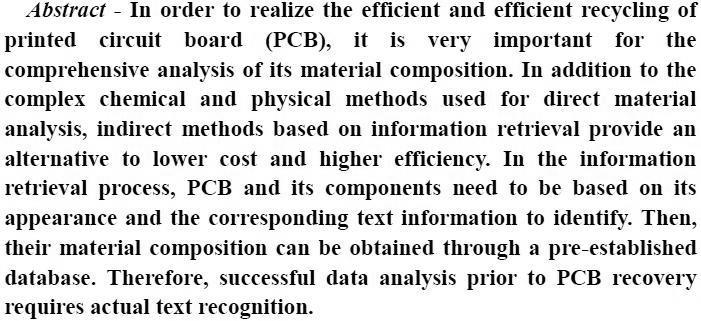 Abstract - In order to realize the efficient and efficient recycling of
printed circuit board (PCB), it is very important for the
comprehensive analysis of its material composition. In addition to the
complex chemical and physical methods used for direct material
analysis, indirect methods based on information retrieval provide an
alternative to lower cost and higher efficiency. In the information
retrieval process, PCB and its components need to be based on its
appearance and the corresponding text information to identify. Then,
their material composition can be obtained through a pre-established
database. Therefore, successful data analysis prior to PCB recovery
requires actual text recognition.